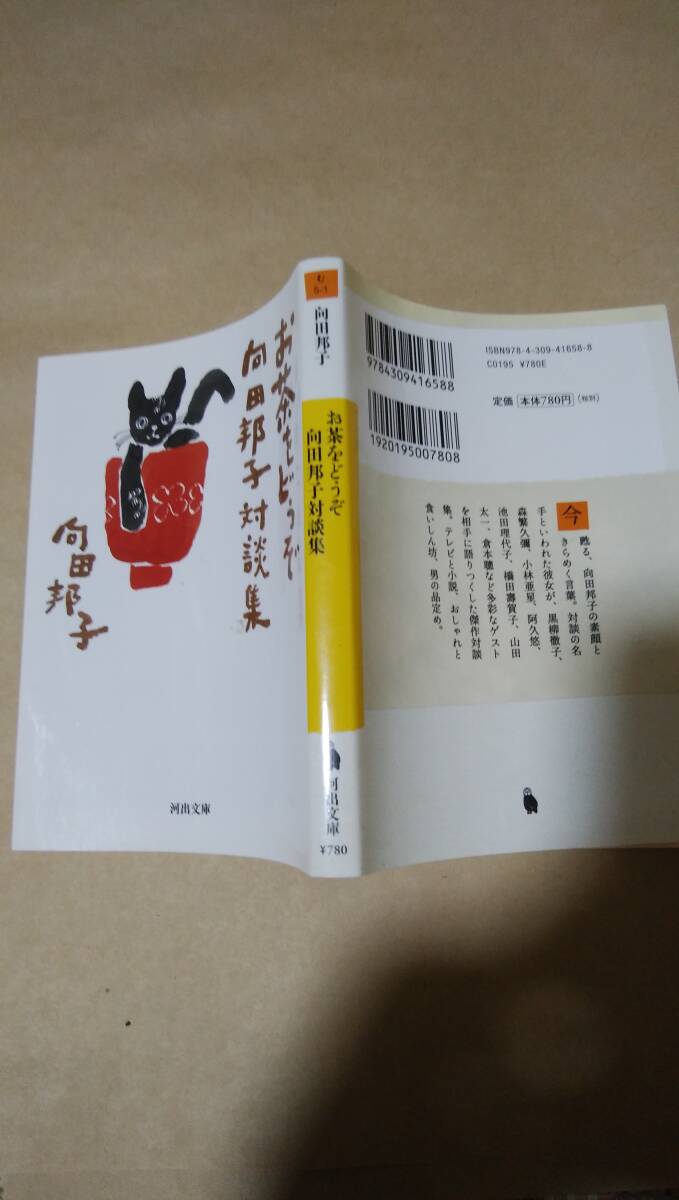 お茶をどうぞ
向田邦子対談集
向田邦子
河出文庫
む
5-1
向田邦子
お茶をどうぞ
向田邦子対談集
河出文庫
¥780
9784309416588
1920195007808
ISBN978-4-309-41658-8
C0195 ¥780E
定価 本体780円(税別)
今甦る、向田邦子の素顔と
きらめく言葉。対談の名
手といわれた彼女が、黒柳徹子、
森繁久彌、小林亜星、阿久悠、
池田理代子、橋田壽賀子、山田
太一、倉本聰など多彩なゲスト
を相手に語りつくした傑作対談
集。テレビと小説、おしゃれと
食いしん坊、男の品定め。